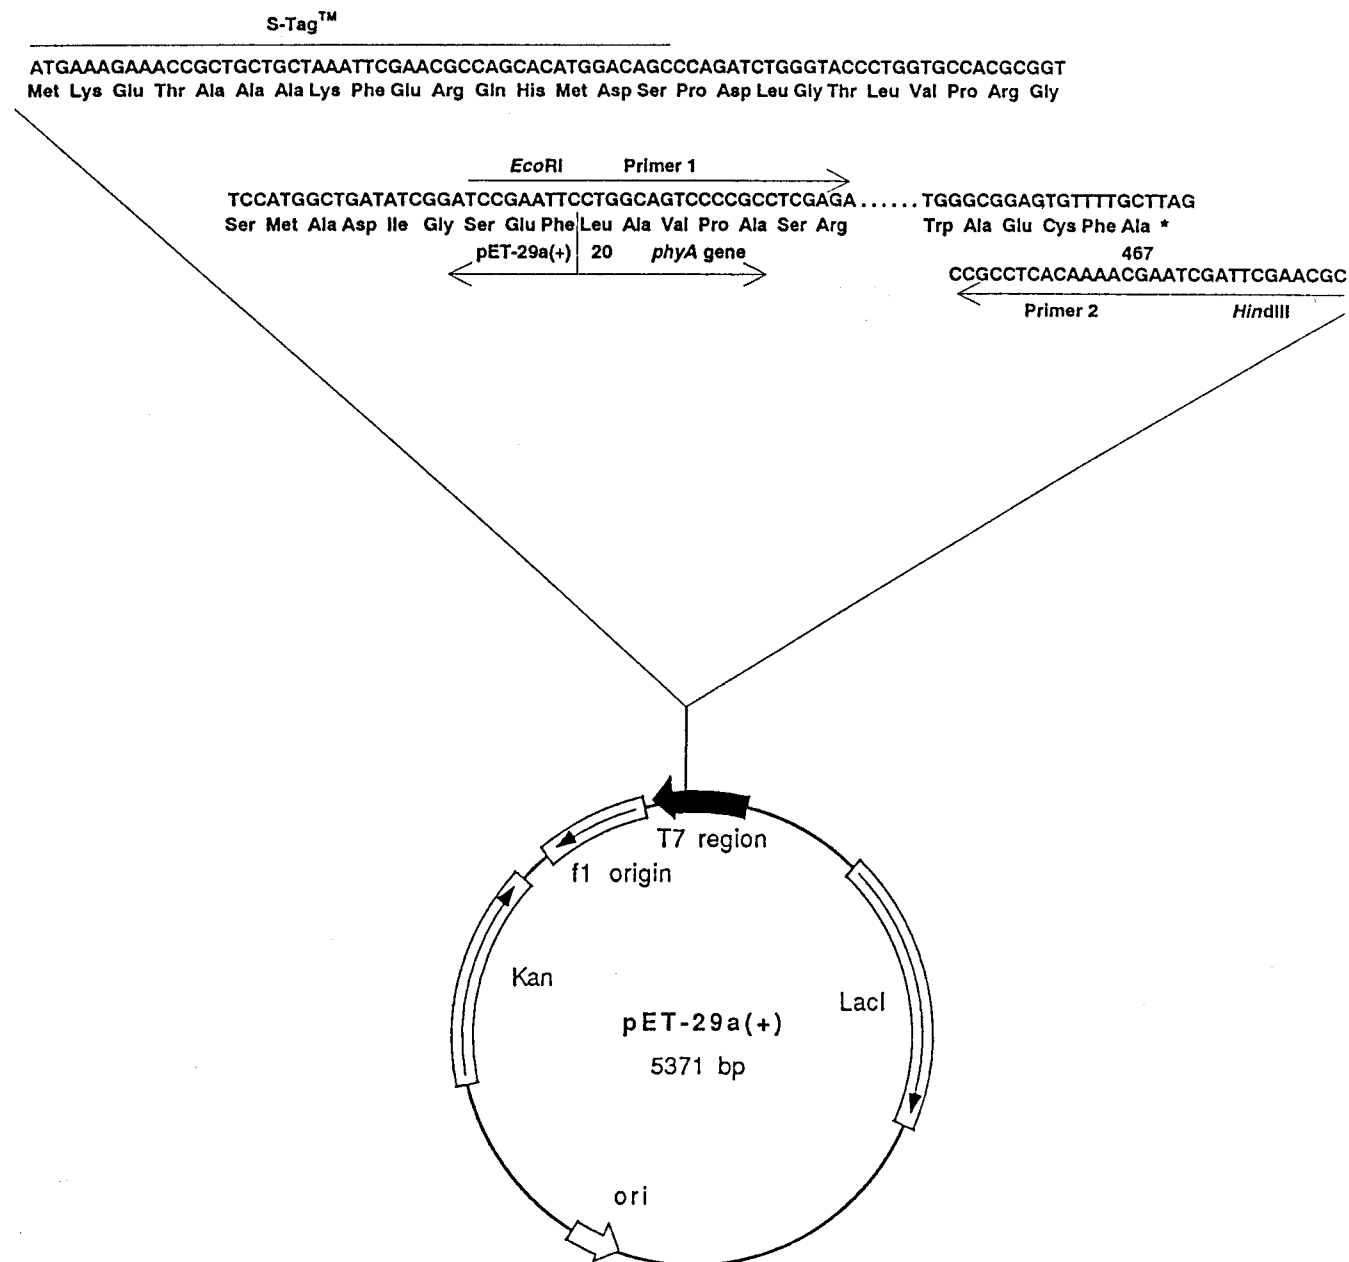 S-Tag™
ATGAAAGAAACCGCTGCTGCTAAATTCGAACGCCAGCACATGGACAGCCCAGATCTGGGTACCCTGGTGCCACGCGGT
Met Lys Glu Thr Ala Ala Ala Lys Phe Glu Arg Gln His Met Asp Ser Pro Asp Leu Gly Thr Leu Val Pro Arg Gly
EcoRI Primer 1
TCCATGGCTGATATCGGATCCGAATTCCTGGCAGTCCCCGCCTCGAGA......TGGGCGGAGTGTTTTGCTTAG
Ser Met Ala Asp Ile Gly Ser Glu Phe Leu Ala Val Pro Ala Ser Arg Trp Ala Glu Cys Phe Ala *
pET-29a(+) 20 phyA gene 467
CCGCCTCACAAAACGAATCGATTCGAACGC
Primer 2 HindIII
T7 region
f1 origin
Kan
LacI
pET-29a(+)
5371 bp
ori